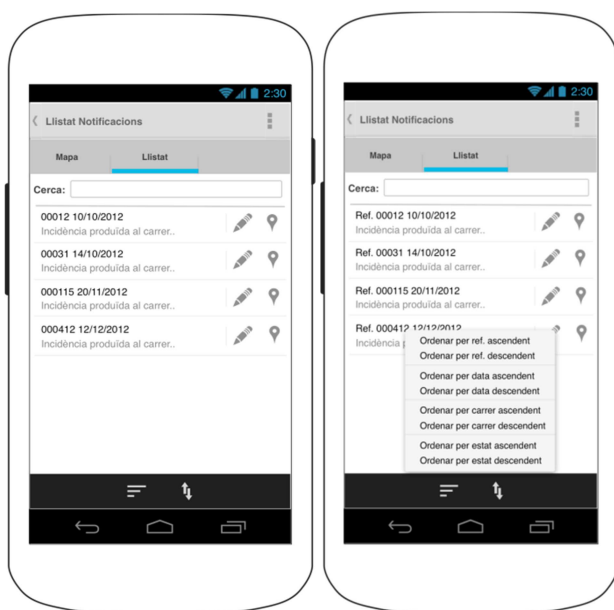 2:30
Llistat Notificacions
Mapa Llistat
Cerca:
00012 10/10/2012
Incidència produïda al carrer..
00031 14/10/2012
Incidència produïda al carrer..
000115 20/11/2012
Incidència produïda al carrer..
000412 12/12/2012
Incidència produïda al carrer..
2:30
Llistat Notificacions
Mapa Llistat
Cerca:
Ref. 00012 10/10/2012
Incidència produïda al carrer..
Ref. 00031 14/10/2012
Incidència produïda al carrer..
Ref. 000115 20/11/2012
Incidència produïda al carrer..
Ref. 000412 12/12/2012
Incidència p
Ordenar per ref. ascendent
Ordenar per ref. descendent
Ordenar per data ascendent
Ordenar per data descendent
Ordenar per carrer ascendent
Ordenar per carrer descendent
Ordenar per estat ascendent
Ordenar per estat descendent